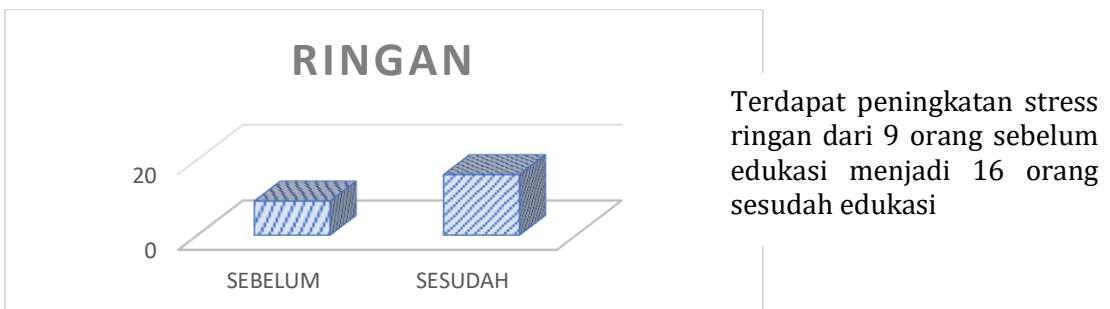 RINGAN
20
0
SEBELUM SESUDAH
Terdapat peningkatan stress
ringan dari 9 orang sebelum
edukasi menjadi 16 orang
sesudah edukasi